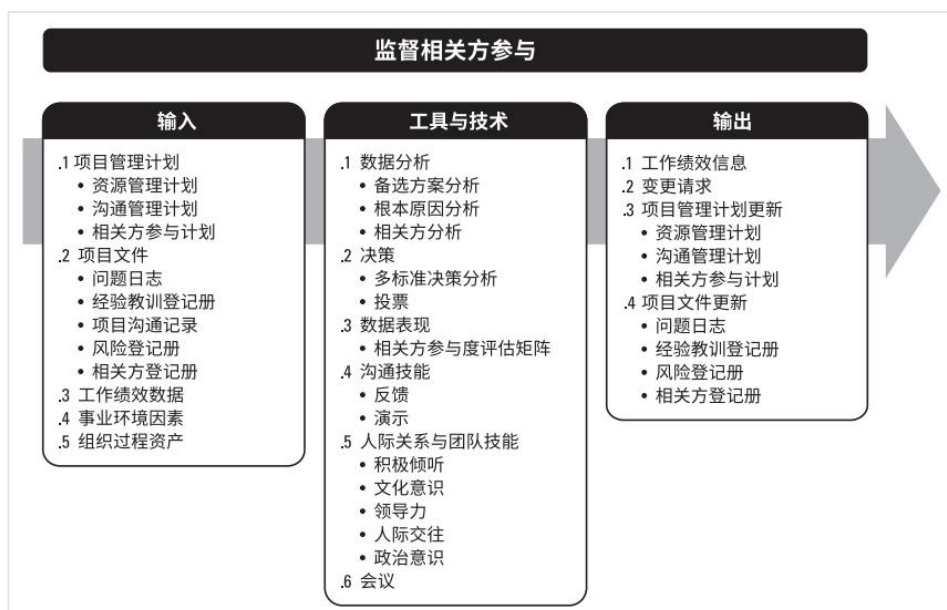 监督相关方参与
输入
.1 项目管理计划
• 资源管理计划
• 沟通管理计划
• 相关方参与计划
.2 项目文件
• 问题日志
• 经验教训登记册
• 项目沟通记录
• 风险登记册
• 相关方登记册
.3 工作绩效数据
.4 事业环境因素
.5 组织过程资产
工具与技术
.1 数据分析
• 备选方案分析
• 根本原因分析
• 相关方分析
.2 决策
• 多标准决策分析
• 投票
.3 数据表现
• 相关方参与度评估矩阵
.4 沟通技能
• 反馈
• 演示
.5 人际关系与团队技能
• 积极倾听
• 文化意识
• 领导力
• 人际交往
• 政治意识
.6 会议
输出
.1 工作绩效信息
.2 变更请求
.3 项目管理计划更新
• 资源管理计划
• 沟通管理计划
• 相关方参与计划
.4 项目文件更新
• 问题日志
• 经验教训登记册
• 风险登记册
• 相关方登记册